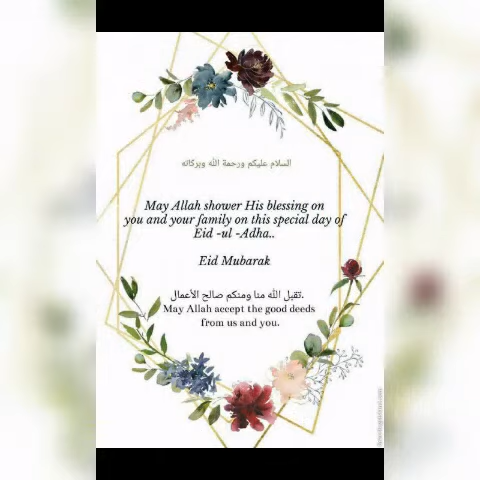 السلام عليكم ورحمة الله وبركاته
May Allah shower His blessing on
you and your family on this special day of
Eid -ul -Adha..
Eid Mubarak
تقبل الله منا ومنكم صالح الأعمال.
May Allah accept the good deeds
from us and you.